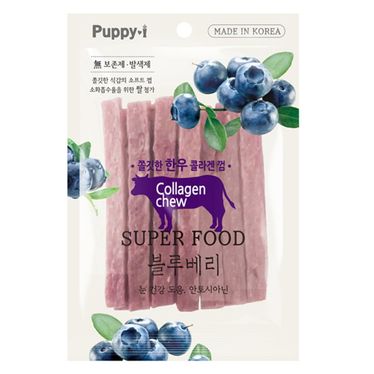 Puppy·i
MADE IN KOREA
無 보존제·발색제
쫄깃한 식감의 소프트 껌
소화흡수율을 위한 쌀 첨가
·쫄깃한 한우 콜라겐껌·
Collagen
chew
SUPER FOOD
블루베리
눈 건강 도움, 안토시아닌